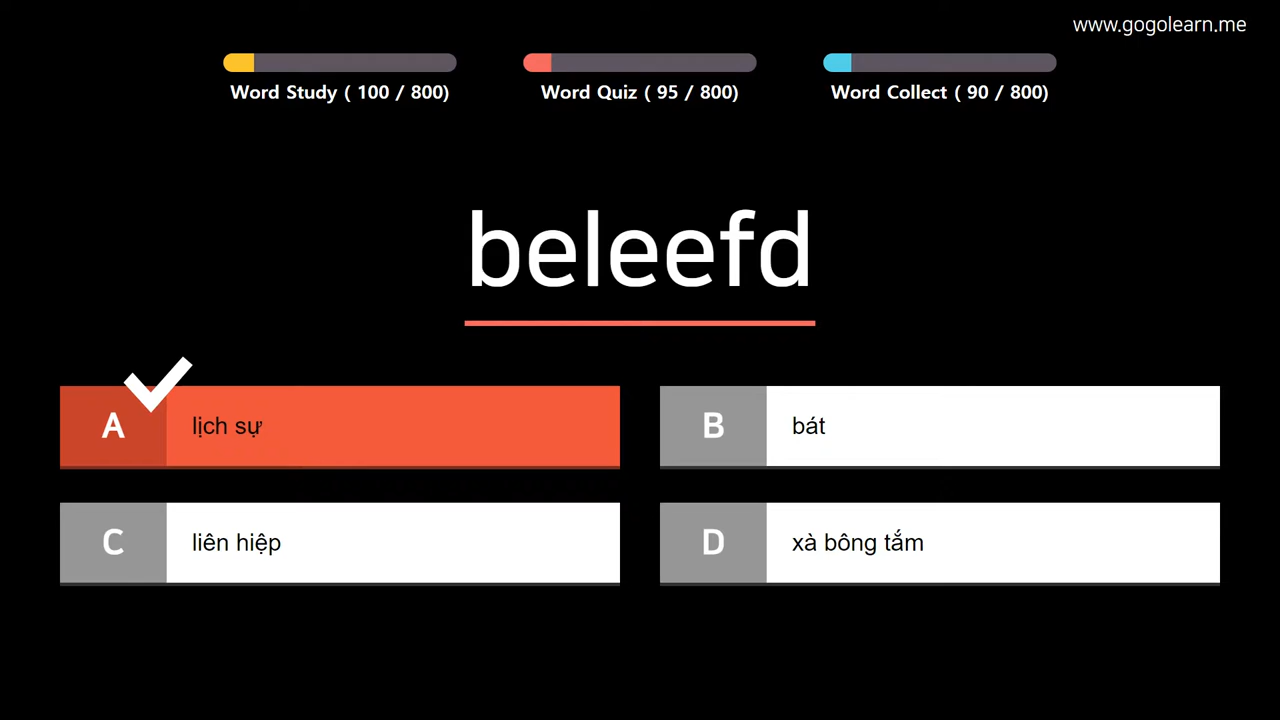 www.gogolearn.me
Word Study ( 100 / 800)
Word Quiz ( 95 / 800)
Word Collect ( 90 / 800)
beleefd
A lịch sự
B bát
C liên hiệp
D xà bông tắm